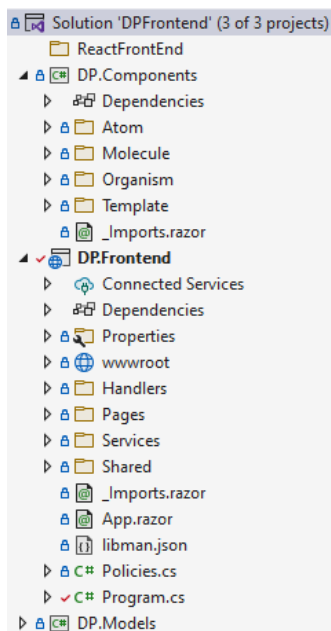 Solution 'DPFrontend' (3 of 3 projects)
ReactFrontEnd
C# DP.Components
Dependencies
Atom
Molecule
Organism
Template
@ _Imports.razor
DP.Frontend
Connected Services
Dependencies
Properties
wwwroot
Handlers
Pages
Services
Shared
@ _Imports.razor
@ App.razor
libman.json
C# Policies.cs
C# Program.cs
C# DP.Models